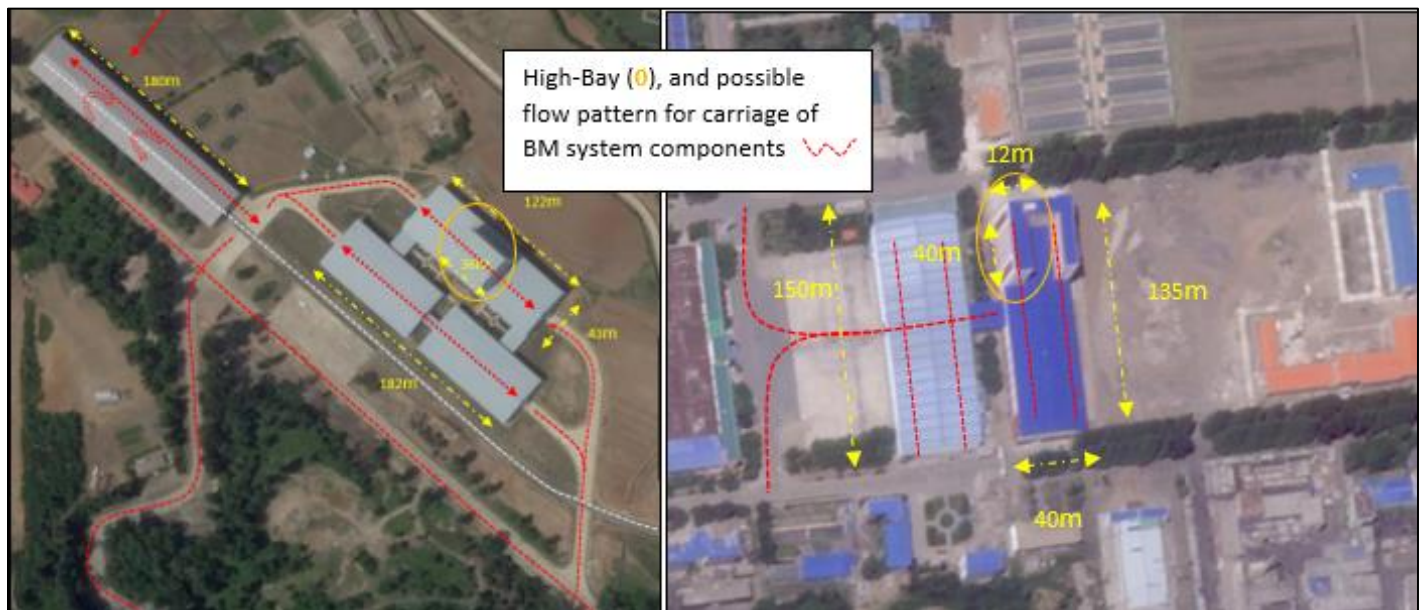 High-Bay (0), and possible
flow pattern for carriage of
BM system components
180m
122m
43m
182m
12m
40m
150m
135m
40m